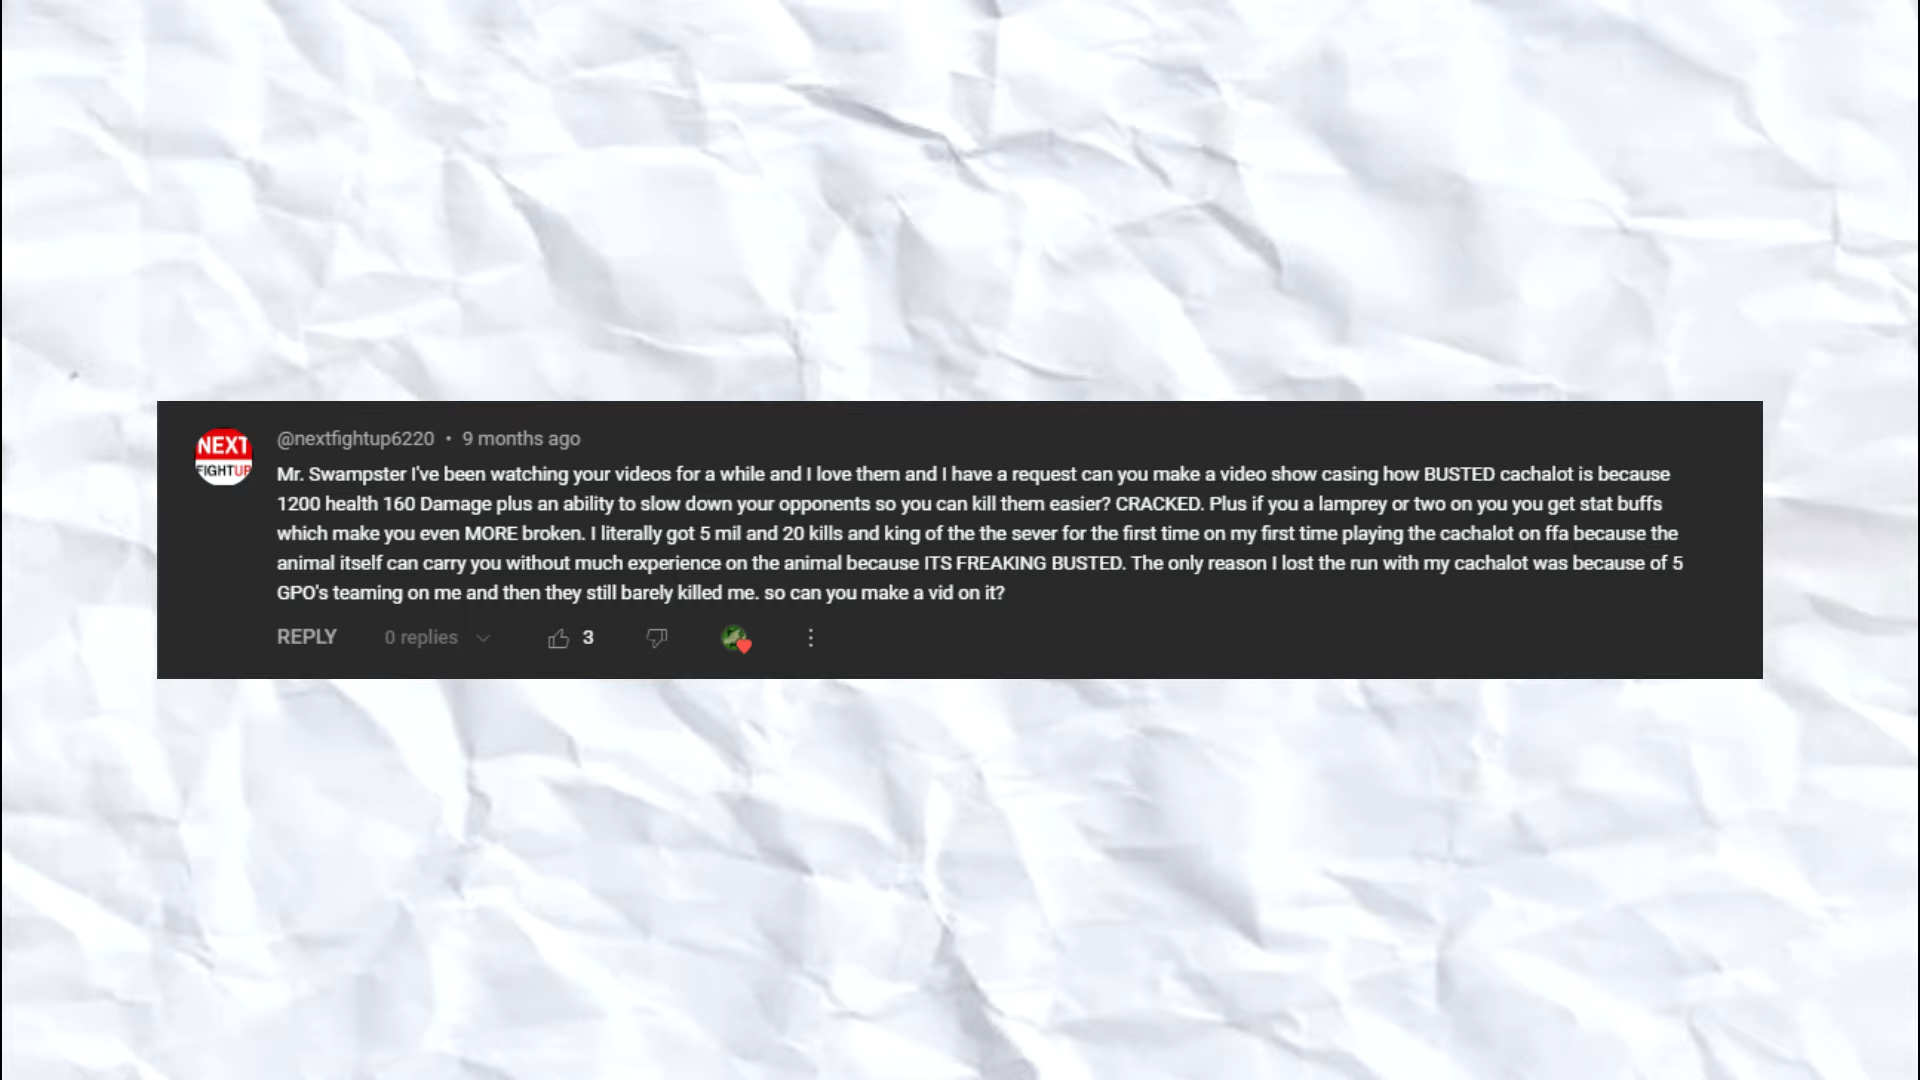 NEXT
FIGHTUP
@nextfightup6220 • 9 months ago
Mr. Swampster I've been watching your videos for a while and I love them and I have a request can you make a video show casing how BUSTED cachalot is because
1200 health 160 Damage plus an ability to slow down your opponents so you can kill them easier? CRACKED. Plus if you a lamprey or two on you you get stat buffs
which make you even MORE broken. I literally got 5 mil and 20 kills and king of the the sever for the first time on my first time playing the cachalot on ffa because the
animal itself can carry you without much experience on the animal because ITS FREAKING BUSTED. The only reason I lost the run with my cachalot was because of 5
GPO's teaming on me and then they still barely killed me. so can you make a vid on it?
REPLY 0 replies 3